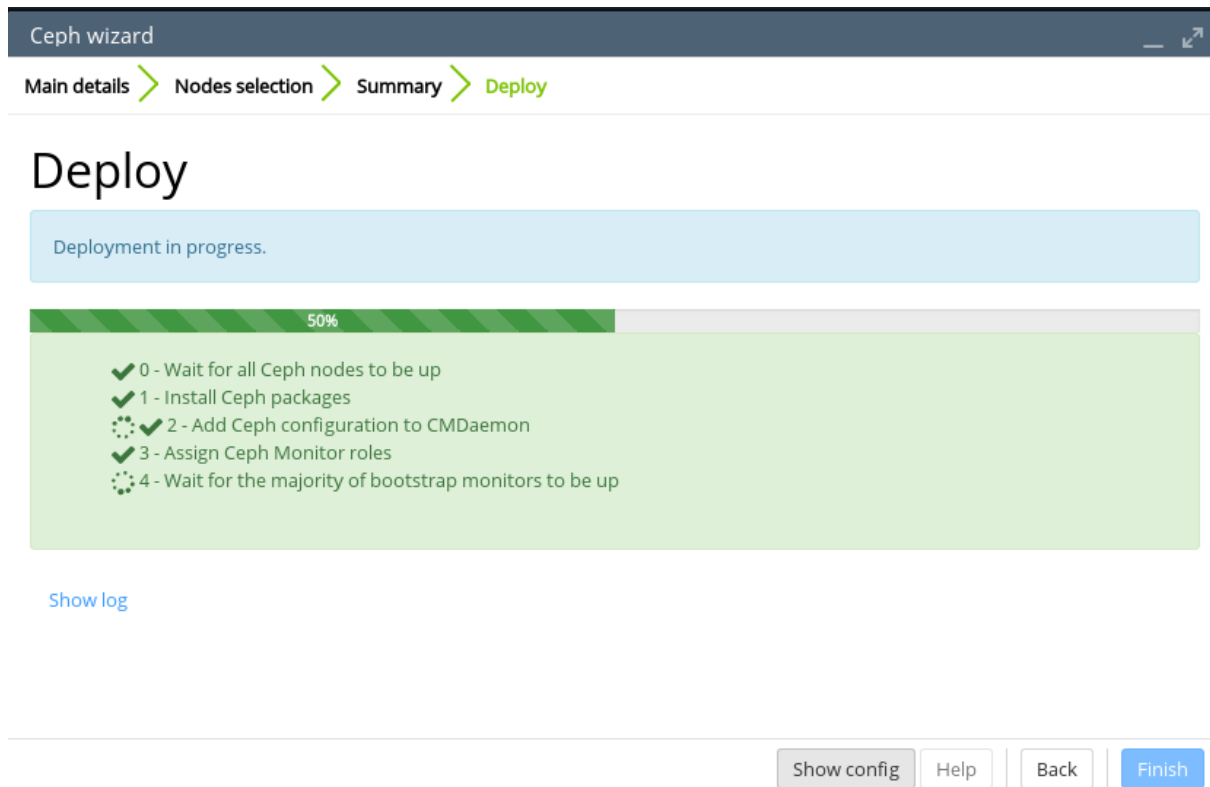 Ceph wizard
Main details Nodes selection Summary Deploy
Deploy
Deployment in progress.
50%
0 - Wait for all Ceph nodes to be up
1 - Install Ceph packages
2 - Add Ceph configuration to CMDaemon
3 - Assign Ceph Monitor roles
4 - Wait for the majority of bootstrap monitors to be up
Show log
Show config Help Back Finish